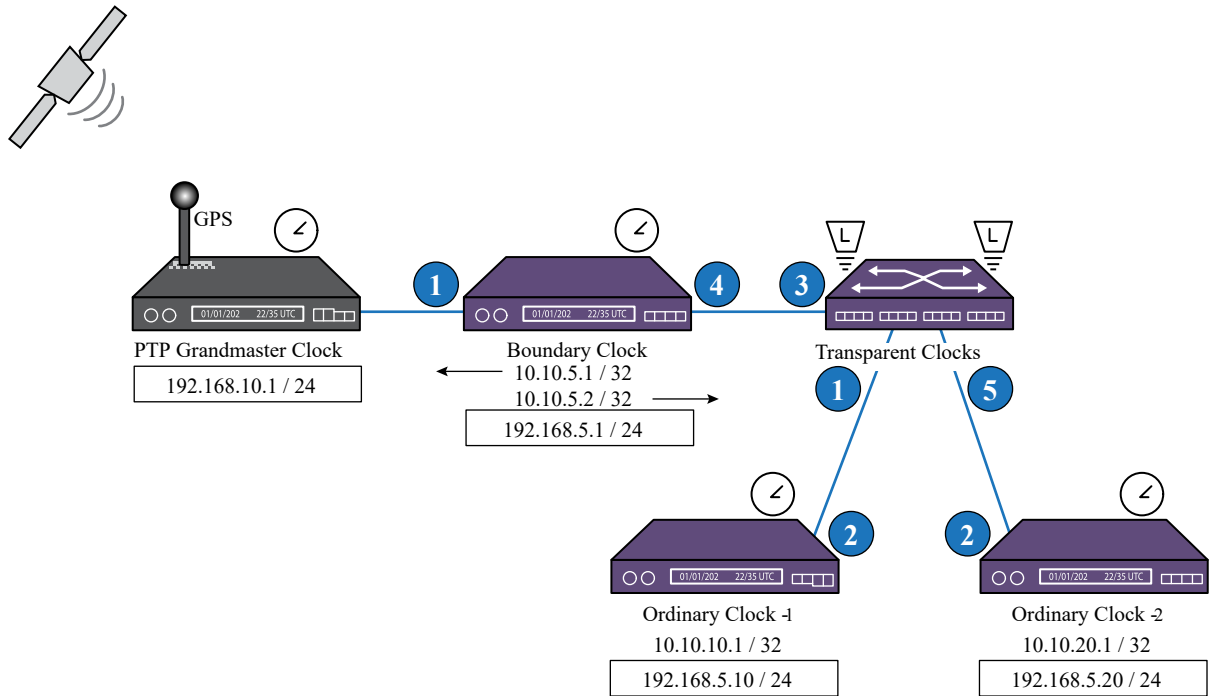 GPS
L
L
1
4
3
01/01/202 22/35 UTC
01/01/202 22/35 UTC
PTP Grandmaster Clock
192.168.10.1 / 24
Boundary Clock
10.10.5.1 / 32
10.10.5.2 / 32
192.168.5.1 / 24
Transparent Clocks
1
5
2
2
01/01/202 22/35 UTC
01/01/202 22/35 UTC
Ordinary Clock -1
10.10.10.1 / 32
192.168.5.10 / 24
Ordinary Clock -2
10.10.20.1 / 32
192.168.5.20 / 24